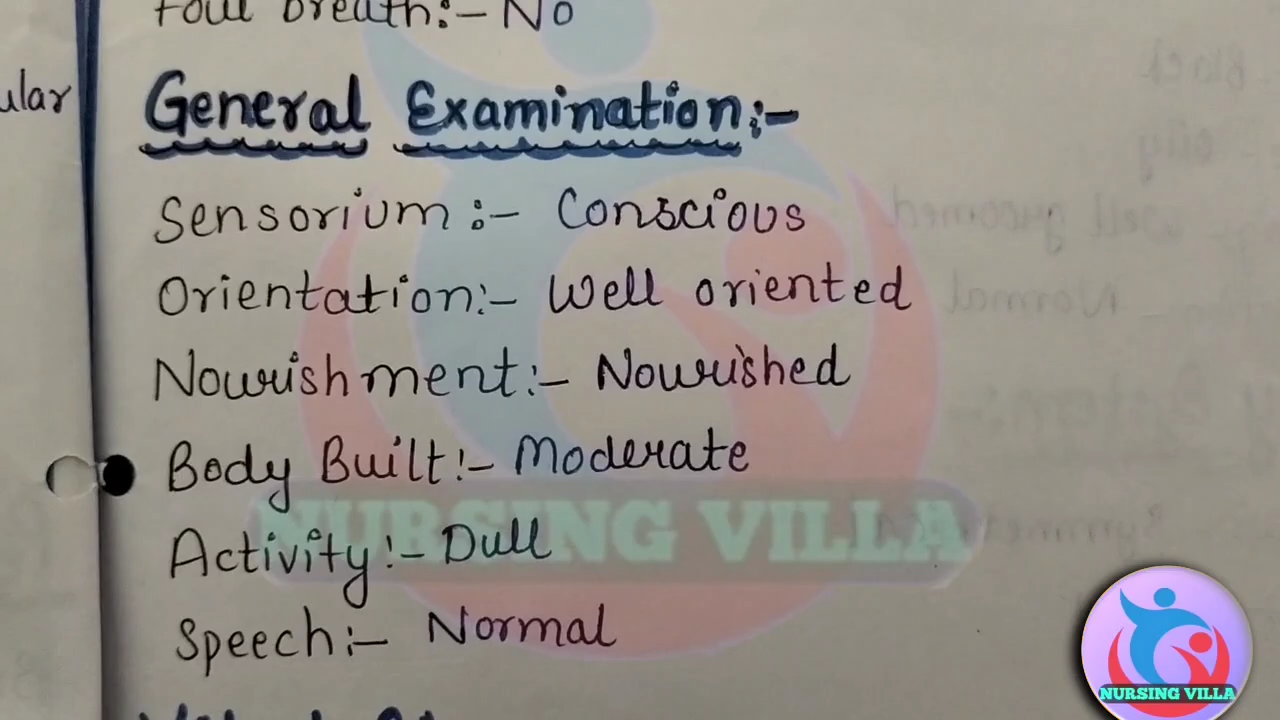 Foul breath:- No
ular
General Examination:-
Sensorium:- Conscious
Orientation:- Well oriented
Nourishment:- Nourished
Body Built:- Moderate
Activity:- Dull
Speech:- Normal
NURSING VILLA
NURSING VILLA